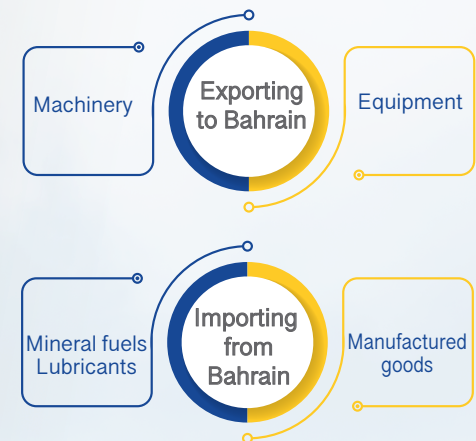 Machinery
Exporting
to Bahrain
Equipment
Mineral fuels
Lubricants
Importing
from
Bahrain
Manufactured
goods